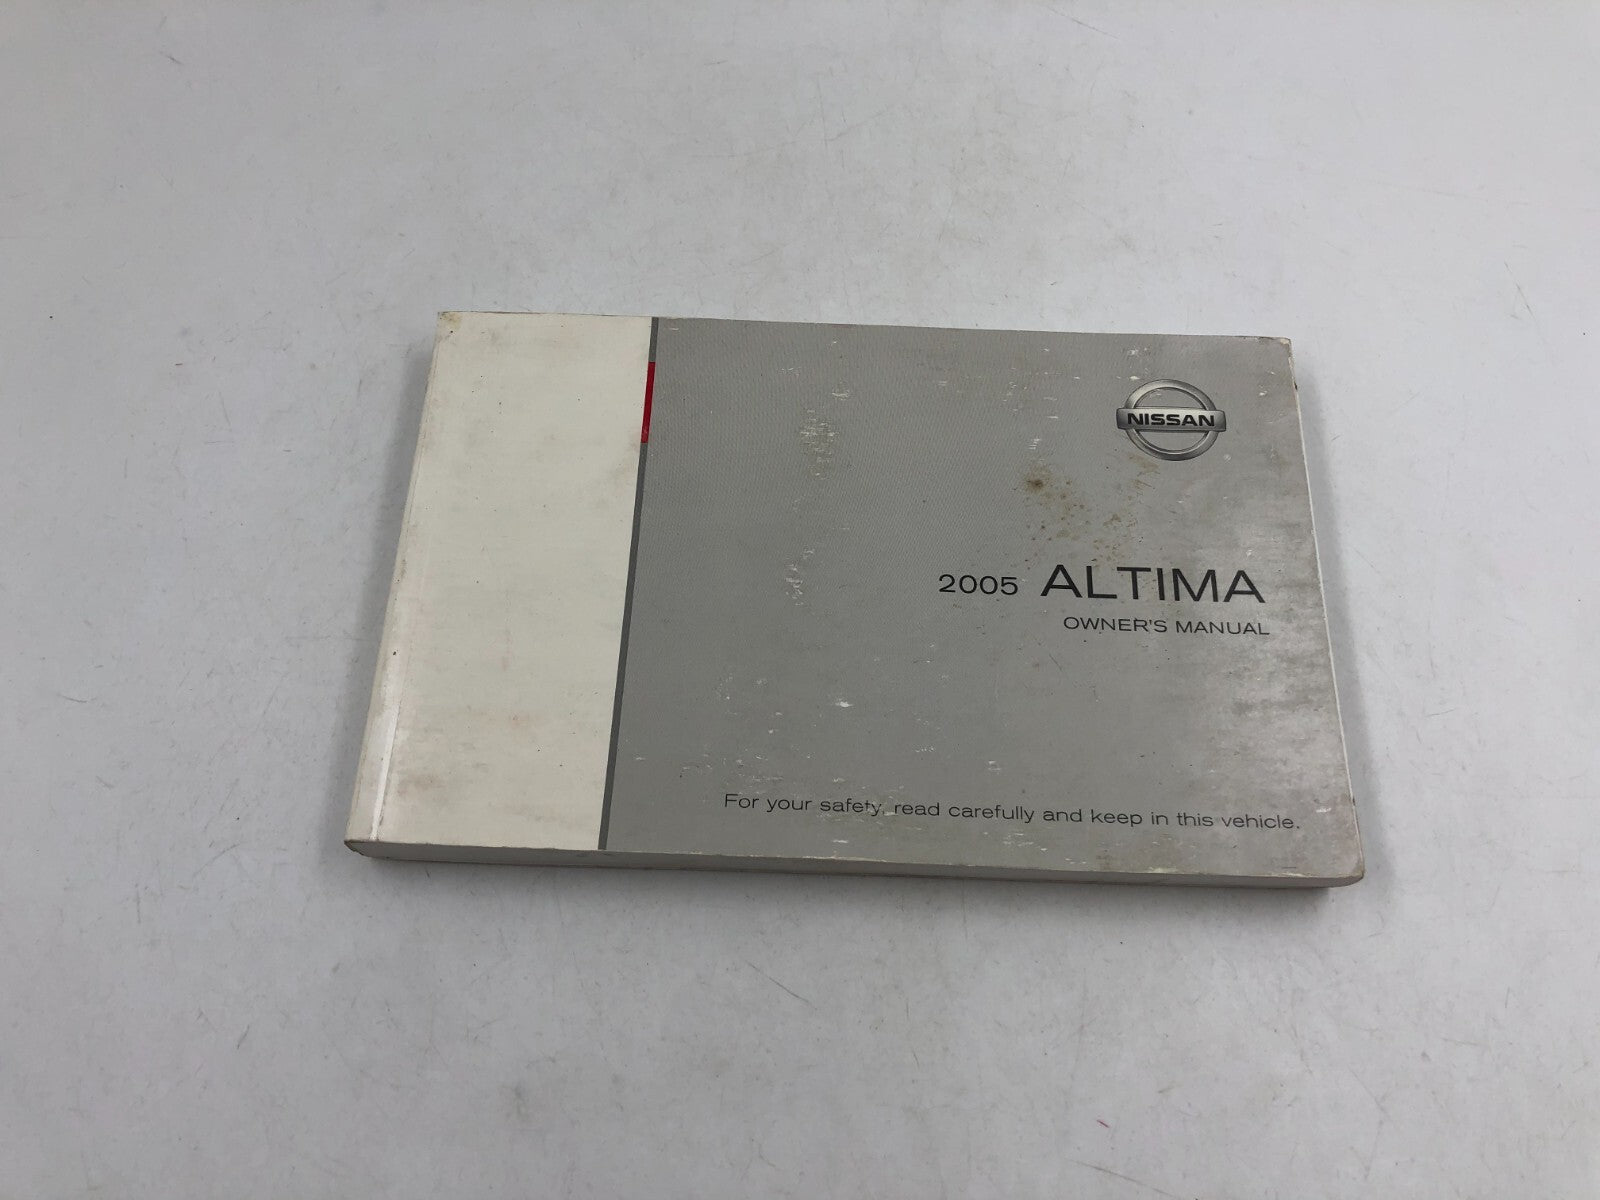 NISSAN
2005 ALTIMA
OWNER'S MANUAL
For your safety, read carefully and keep in this vehicle.